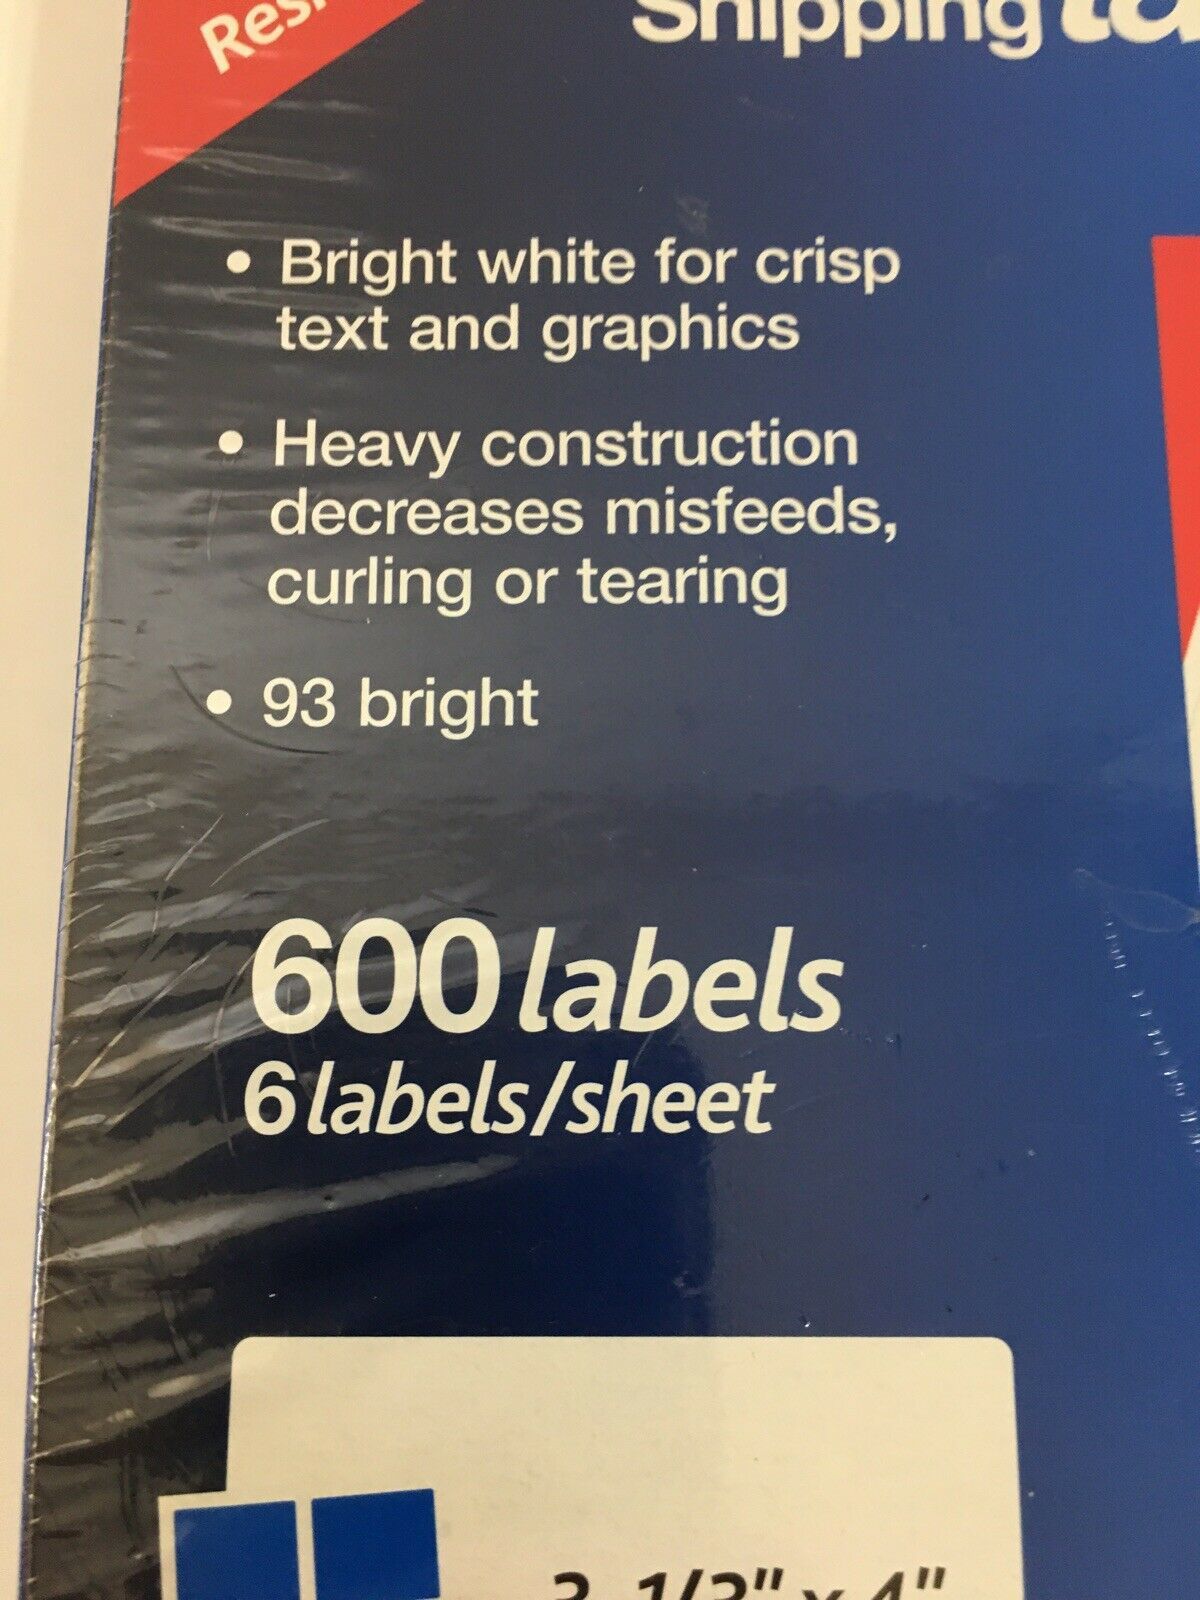 Shipping
• Bright white for crisp
text and graphics
• Heavy construction
decreases misfeeds,
curling or tearing
• 93 bright
600 labels
6 labels/sheet
x 4"